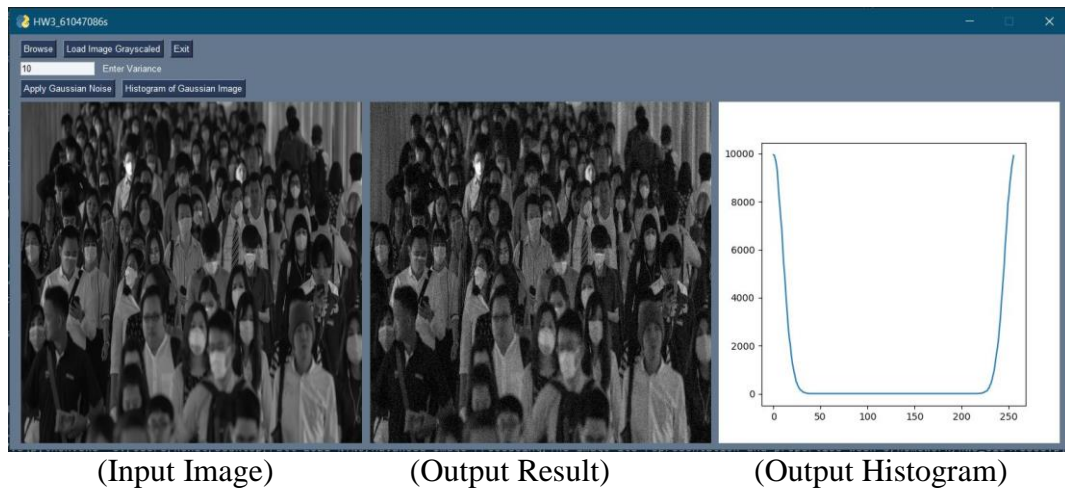 HW3_61047086s
Browse Load Image Grayscaled Exit
10 Enter Variance
Apply Gaussian Noise Histogram of Gaussian Image
10000
8000
6000
4000
2000
0
0 50 100 150 200 250
(Input Image) (Output Result) (Output Histogram)